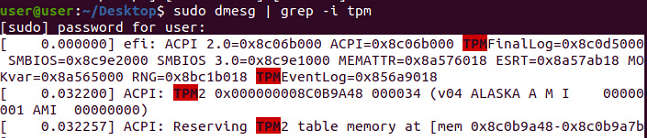 user@user:~/Desktop$ sudo dmesg | grep -i tpm
[sudo] password for user:
[    0.000000] efi: ACPI 2.0=0x8c06b000 ACPI=0x8c06b000 TPMFinalLog=0x8c0d5000
 SMBIOS=0x8c9e2000 SMBIOS 3.0=0x8c9e1000 MEMATTR=0x8a576018 ESRT=0x8a57ab18 MO
Kvar=0x8a565000 RNG=0x8bc1b018 TPMEventLog=0x856a9018
[    0.032200] ACPI: TPM2 0x000000008C0B9A48 000034 (v04 ALASKA A M I    00000
001 AMI  00000000)
[    0.032257] ACPI: Reserving TPM2 table memory at [mem 0x8c0b9a48-0x8c0b9a7b